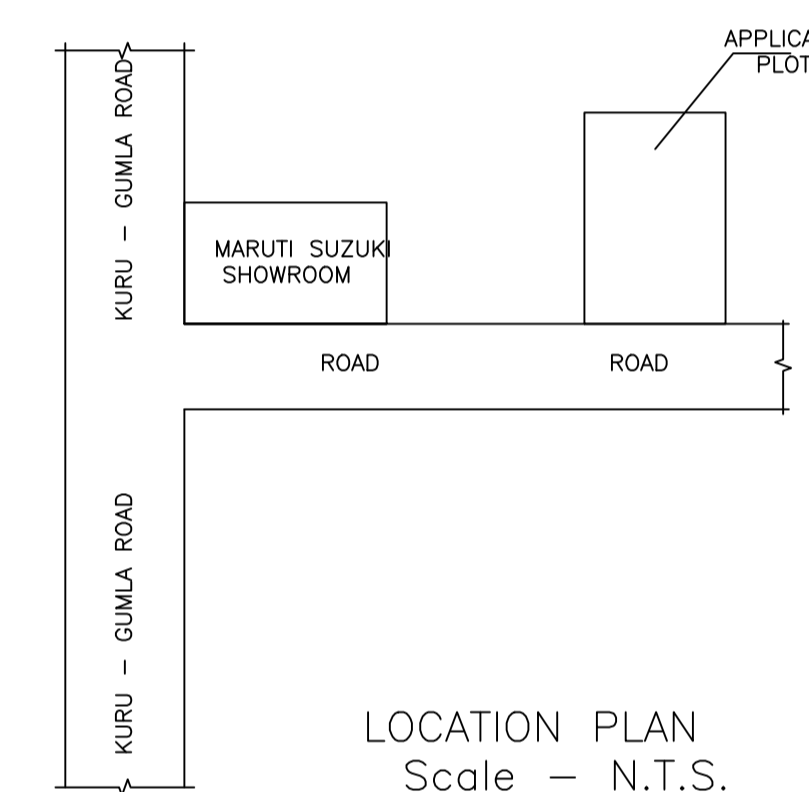 APPLICA
PLOT
KURU - GUMLA ROAD
MARUTI SUZUKI
SHOWROOM
ROAD
ROAD
KURU - GUMLA ROAD
LOCATION PLAN
Scale - N.T.S.